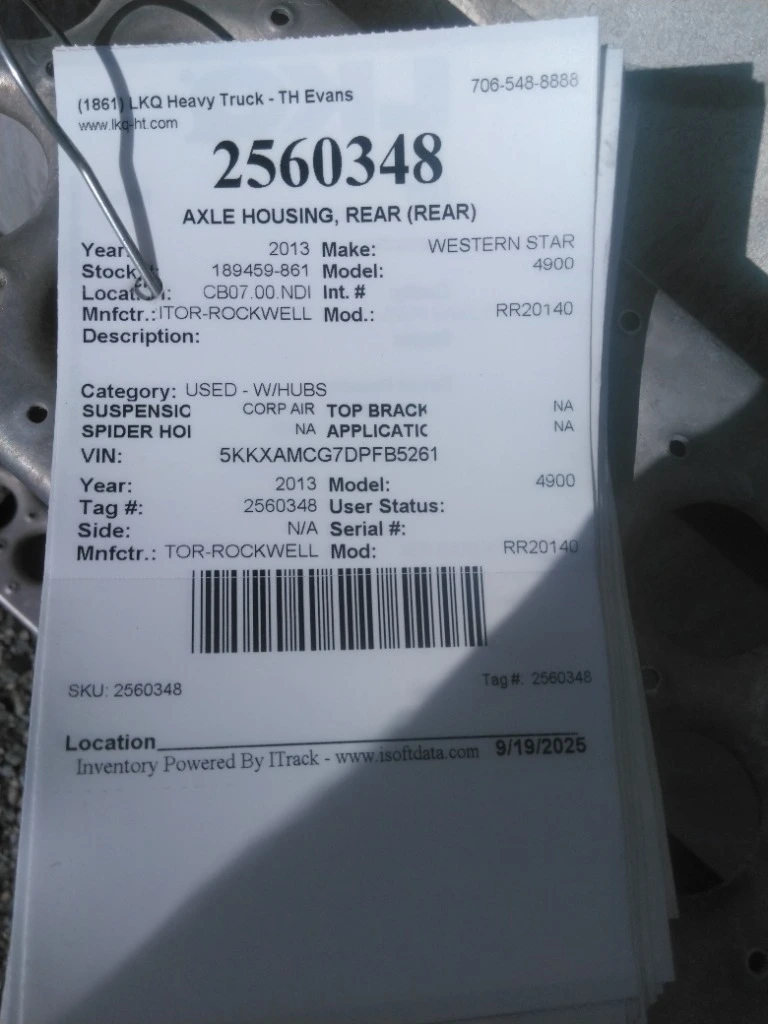 (1861) LKQ Heavy Truck - TH Evans 706-548-8888
www.lkq-ht.com
2560348
AXLE HOUSING, REAR (REAR)
Year: 2013 Make: WESTERN STAR
Stock #: 189459-861 Model: 4900
Location: CB07.00.NDI Int. #
Mnfctr.: ITOR-ROCKWELL Mod.: RR20140
Description:
Category: USED - W/HUBS
SUSPENSIO CORP AIR TOP BRACK NA
SPIDER HOI NA APPLICATIC NA
VIN: 5KKXAMCG7DPFB5261
Year: 2013 Model: 4900
Tag #: 2560348 User Status:
Side: N/A Serial #:
Mnfctr.: TOR-ROCKWELL Mod: RR20140
SKU: 2560348 Tag #: 2560348
Location 9/19/2025
Inventory Powered By ITrack - www.isoftdata.com